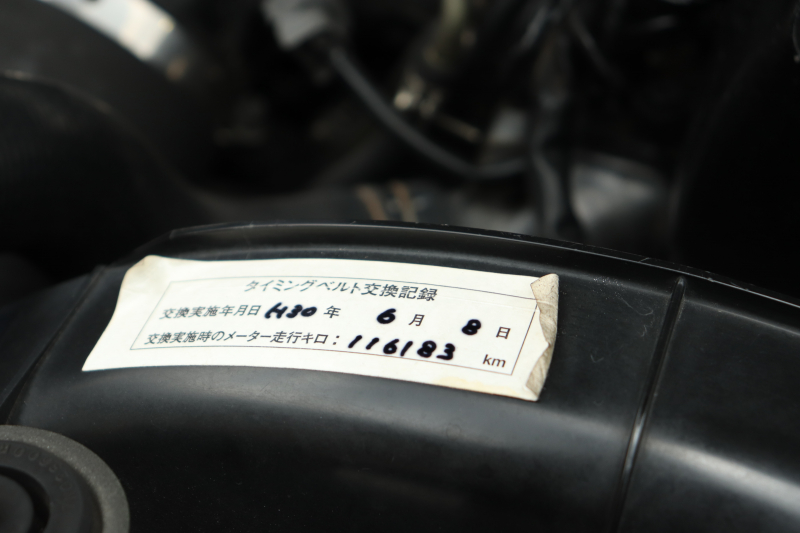 タイミングベルト交換記録
交換実施年月日 H30 年 6 月 8 日
交換実施時のメーター走行キロ：116183 km